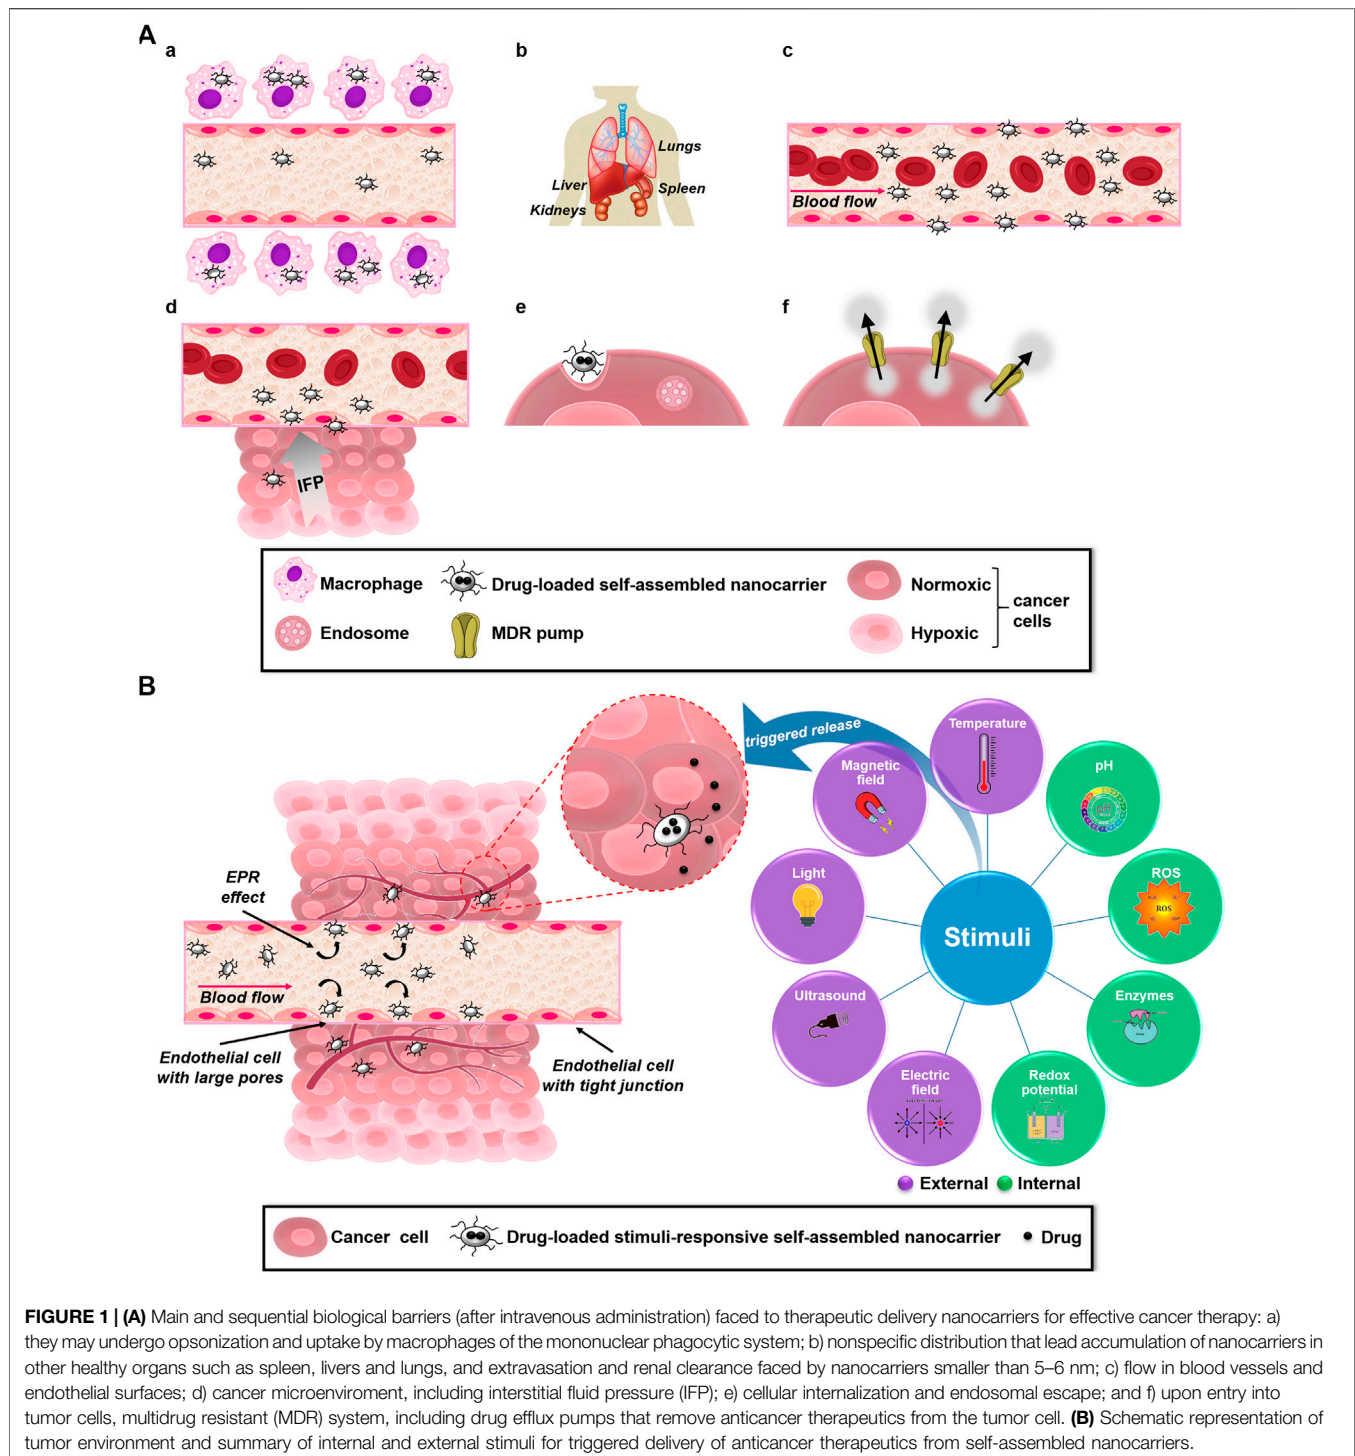 A
a
b
c
Lungs
Liver
Spleen
Kidneys
Blood flow
d
e
f
IFP
Macrophage
Drug-loaded self-assembled nanocarrier
Normoxic
cancer
cells
Endosome
MDR pump
Hypoxic
B
triggered release
Temperature
Magnetic
field
pH
Light
ROS
ROS
Stimuli
EPR
effect
Blood flow
Ultrasound
Enzymes
Endothelial cell
with large pores
Endothelial cell
with tight junction
Electric
field
Redox
potential
External
Internal
Cancer cell
Drug-loaded stimuli-responsive self-assembled nanocarrier
Drug
FIGURE 1 | (A) Main and sequential biological barriers (after intravenous administration) faced to therapeutic delivery nanocarriers for effective cancer therapy: a)
they may undergo opsonization and uptake by macrophages of the mononuclear phagocytic system; b) nonspecific distribution that lead accumulation of nanocarriers in
other healthy organs such as spleen, livers and lungs, and extravasation and renal clearance faced by nanocarriers smaller than 5–6 nm; c) flow in blood vessels and
endothelial surfaces; d) cancer microenviroment, including interstitial fluid pressure (IFP); e) cellular internalization and endosomal escape; and f) upon entry into
tumor cells, multidrug resistant (MDR) system, including drug efflux pumps that remove anticancer therapeutics from the tumor cell. (B) Schematic representation of
tumor environment and summary of internal and external stimuli for triggered delivery of anticancer therapeutics from self-assembled nanocarriers.